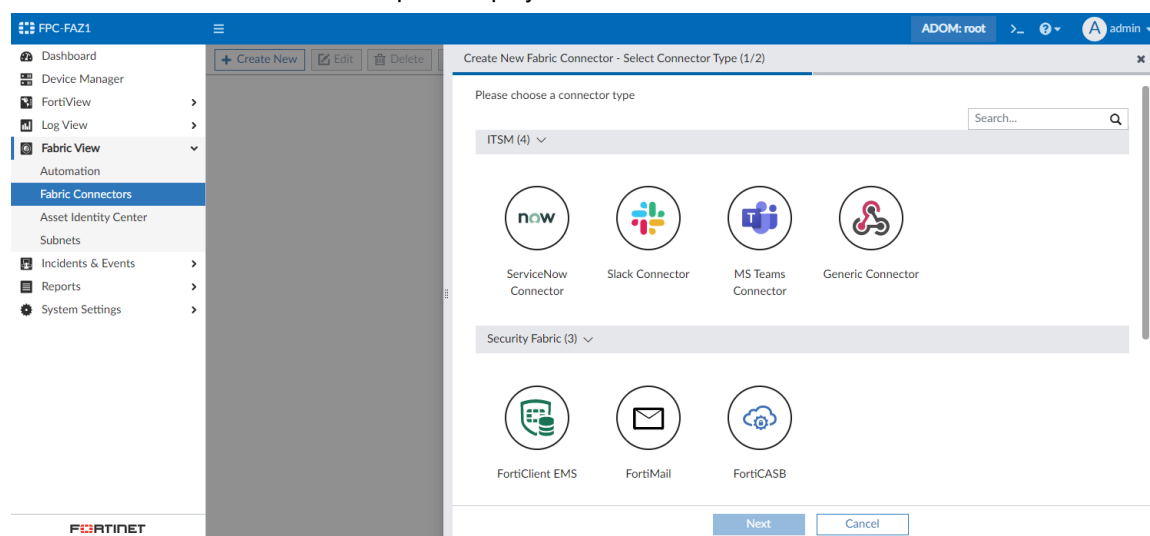 FPC-FAZ1
ADOM: root
>_
?
A admin
Dashboard
Device Manager
FortiView
Log View
Fabric View
Automation
Fabric Connectors
Asset Identity Center
Subnets
Incidents & Events
Reports
System Settings
FORTINET
+ Create New
Edit
Delete
Create New Fabric Connector - Select Connector Type (1/2)
Please choose a connector type
Search...
ITSM (4)
now
ServiceNow
Connector
Slack Connector
T
MS Teams
Connector
Generic Connector
Security Fabric (3)
FortiClient EMS
FortiMail
FortiCASB
Next
Cancel